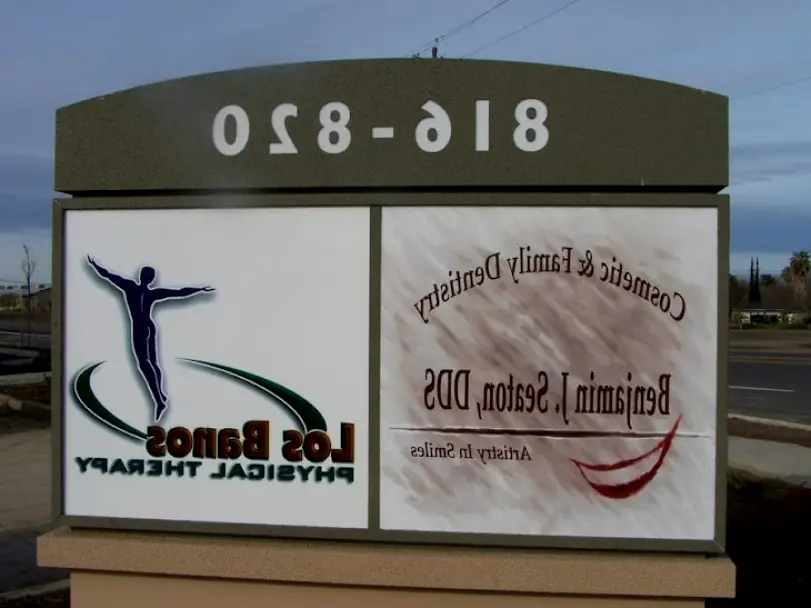 816-820
Cosmetic & Family Dentistry
Benjamin J. Seaton, DDS
Artistry In Smiles
Los Banos
PHYSICAL THERAPY